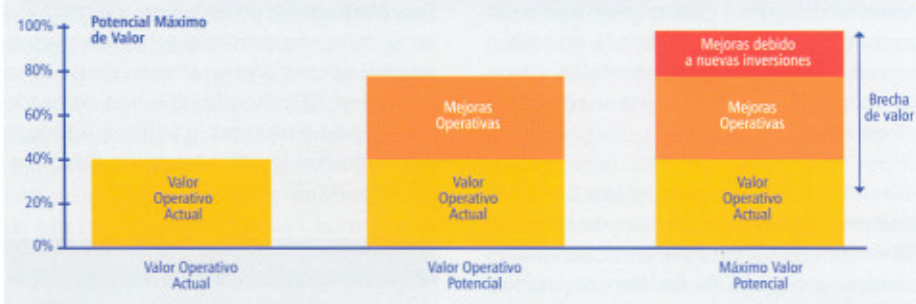 Potencial Máximo
de Valor
100%
80%
60%
40%
20%
0%
Valor
Operativo
Actual
Mejoras
Operativas
Valor
Operativo
Actual
Mejoras debido
a nuevas inversiones
Mejoras
Operativas
Valor
Operativo
Actual
Brecha
de valor
Valor Operativo
Actual
Valor Operativo
Potencial
Máximo Valor
Potencial